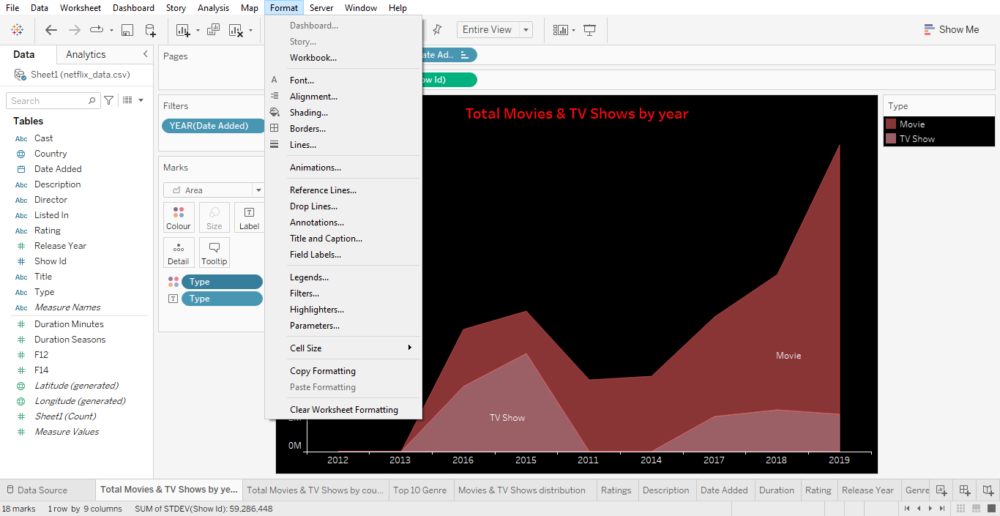 File Data Worksheet Dashboard Story Analysis Map Format Server Window Help
Entire View
Show Me
Data
Analytics
Sheet1 (netflix_data.csv)
Search
Tables
Abc Cast
Country
Date Added
Abc Description
Abc Director
Abc Listed In
Abc Rating
Release Year
Show Id
Abc Title
Abc Type
Abc Measure Names
Duration Minutes
Duration Seasons
F12
F14
Latitude (generated)
Longitude (generated)
Sheet1 (Count)
Measure Values
Pages
Filters
YEAR(Date Added)
Marks
Area
Colour Size Label
Detail Tooltip
Type
Type
Dashboard...
Story...
Workbook...
Font...
Alignment...
Shading...
Borders...
Lines...
Animations...
Reference Lines...
Drop Lines...
Annotations...
Title and Caption...
Field Labels...
Legends...
Filters...
Highlighters...
Parameters...
Cell Size
Copy Formatting
Paste Formatting
Clear Worksheet Formatting
ate Ad..
ow Id)
Total Movies & TV Shows by year
Movie
TV Show
0M
2012 2013 2016 2015 2011 2014 2017 2018 2019
Type
Movie
TV Show
Data Source Total Movies & TV Shows by ye... Total Movies & TV Shows by cou... Top 10 Genre Movies & TV Shows distribution Ratings Description Date Added Duration Rating Release Year Genre
18 marks 1 row by 9 columns SUM of STDEV(Show Id): 59,286,448